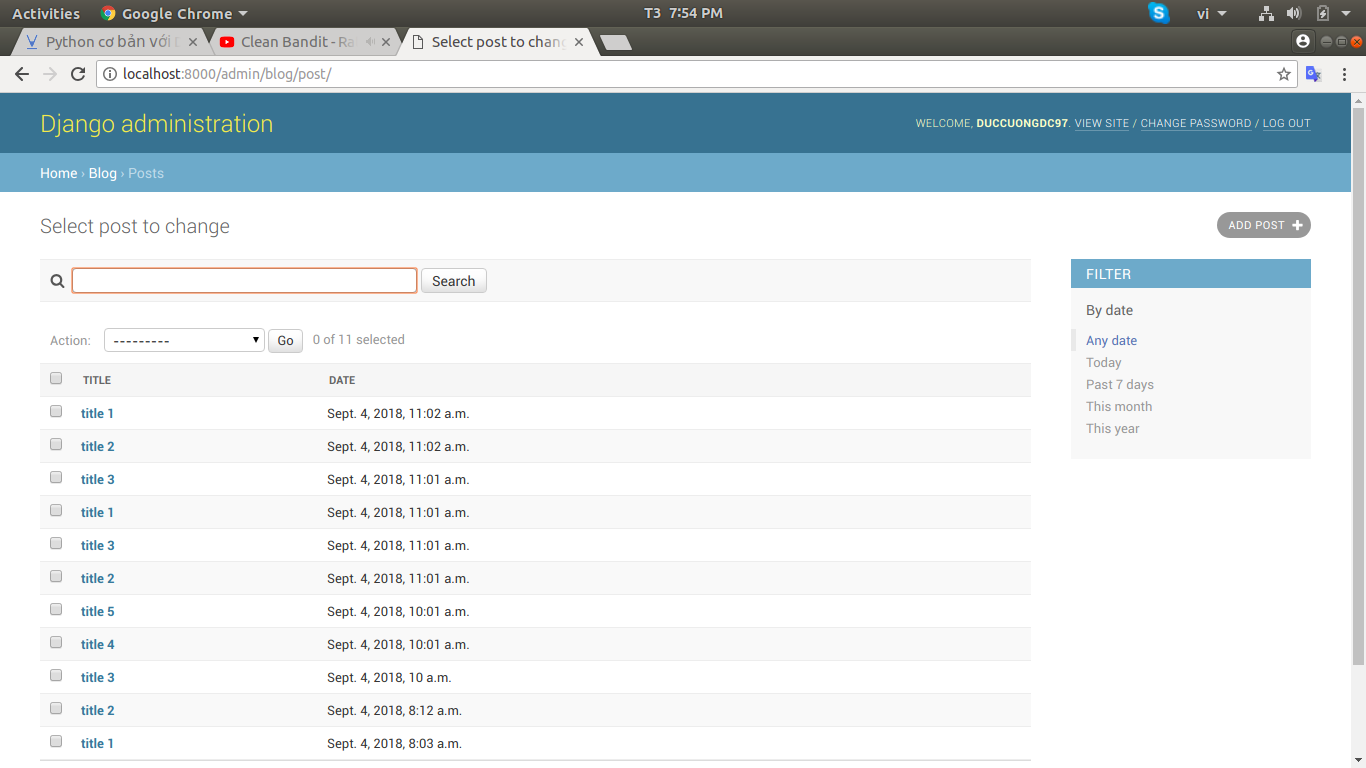 Activities Google Chrome T3 7:54 PM vi
Python cơ bản với Clean Bandit - Ra Select post to chang
localhost:8000/admin/blog/post/
Django administration WELCOME, DUCCUONGDC97. VIEW SITE / CHANGE PASSWORD / LOG OUT
Home › Blog › Posts
Select post to change ADD POST +
Search
Action: --------- Go 0 of 11 selected
TITLE DATE
title 1 Sept. 4, 2018, 11:02 a.m.
title 2 Sept. 4, 2018, 11:02 a.m.
title 3 Sept. 4, 2018, 11:01 a.m.
title 1 Sept. 4, 2018, 11:01 a.m.
title 3 Sept. 4, 2018, 11:01 a.m.
title 2 Sept. 4, 2018, 11:01 a.m.
title 5 Sept. 4, 2018, 10:01 a.m.
title 4 Sept. 4, 2018, 10:01 a.m.
title 3 Sept. 4, 2018, 10 a.m.
title 2 Sept. 4, 2018, 8:12 a.m.
title 1 Sept. 4, 2018, 8:03 a.m.
FILTER
By date
Any date
Today
Past 7 days
This month
This year